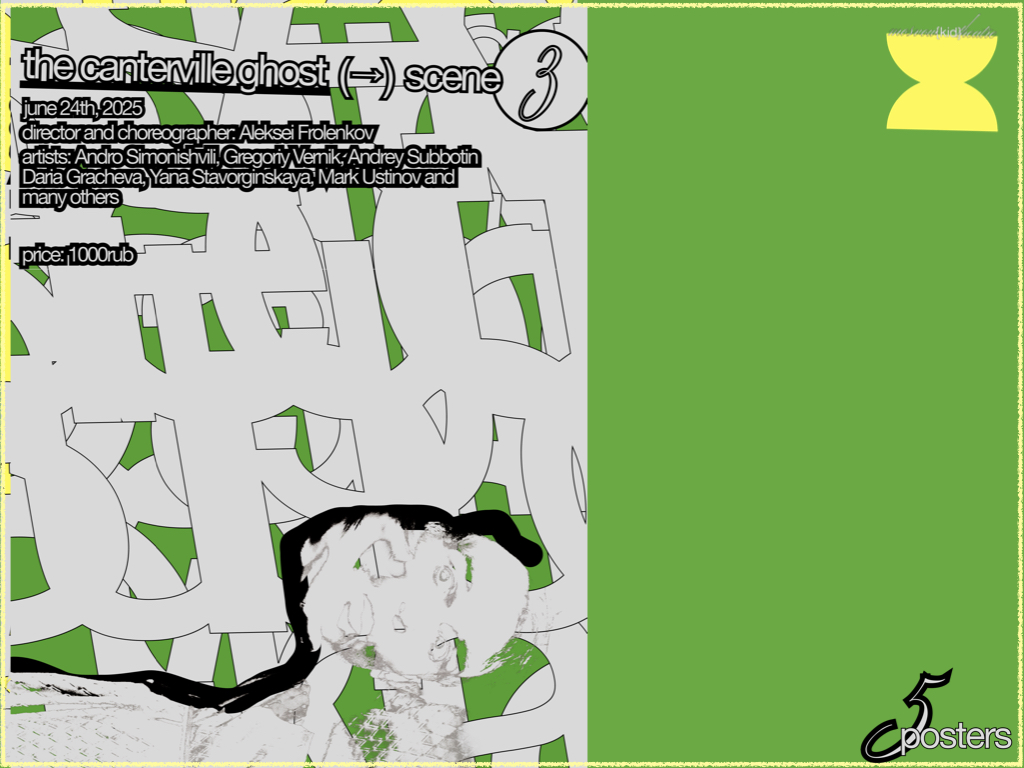 the canterville ghost (→) scene
3
june 24th, 2025
director and choreographer: Aleksei Frolenkov
artists: Andro Simonishvili, Gregoriy Vernik, Andrey Subbotin
Daria Gracheva, Yana Stavorginskaya, Mark Ustinov and
many others
price: 1000rub
(kid)
5
posters